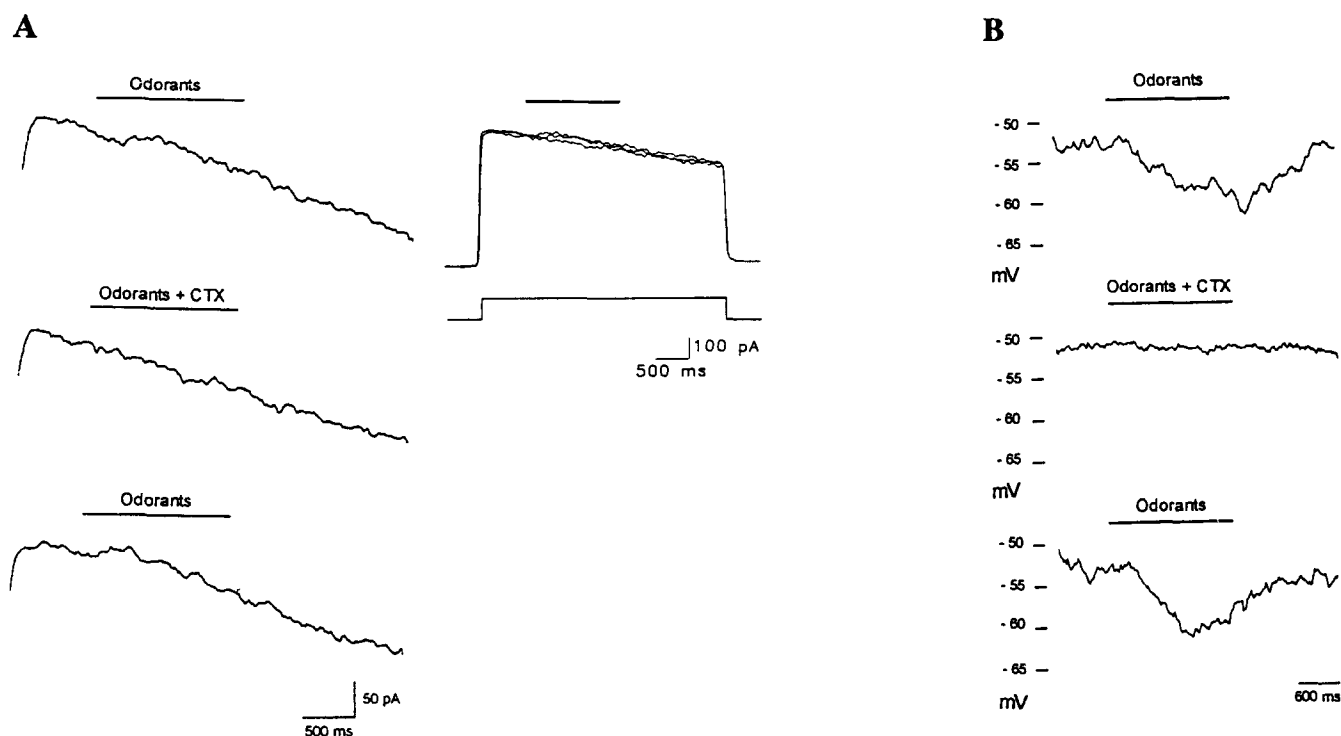 A
Odorants
100 pA
500 ms
Odorants + CTX
Odorants
50 pA
500 ms
B
Odorants
- 50
- 55
- 60
- 65
mV
Odorants + CTX
- 50
- 55
- 60
- 65
mV
Odorants
- 50
- 55
- 60
- 65
mV
600 ms